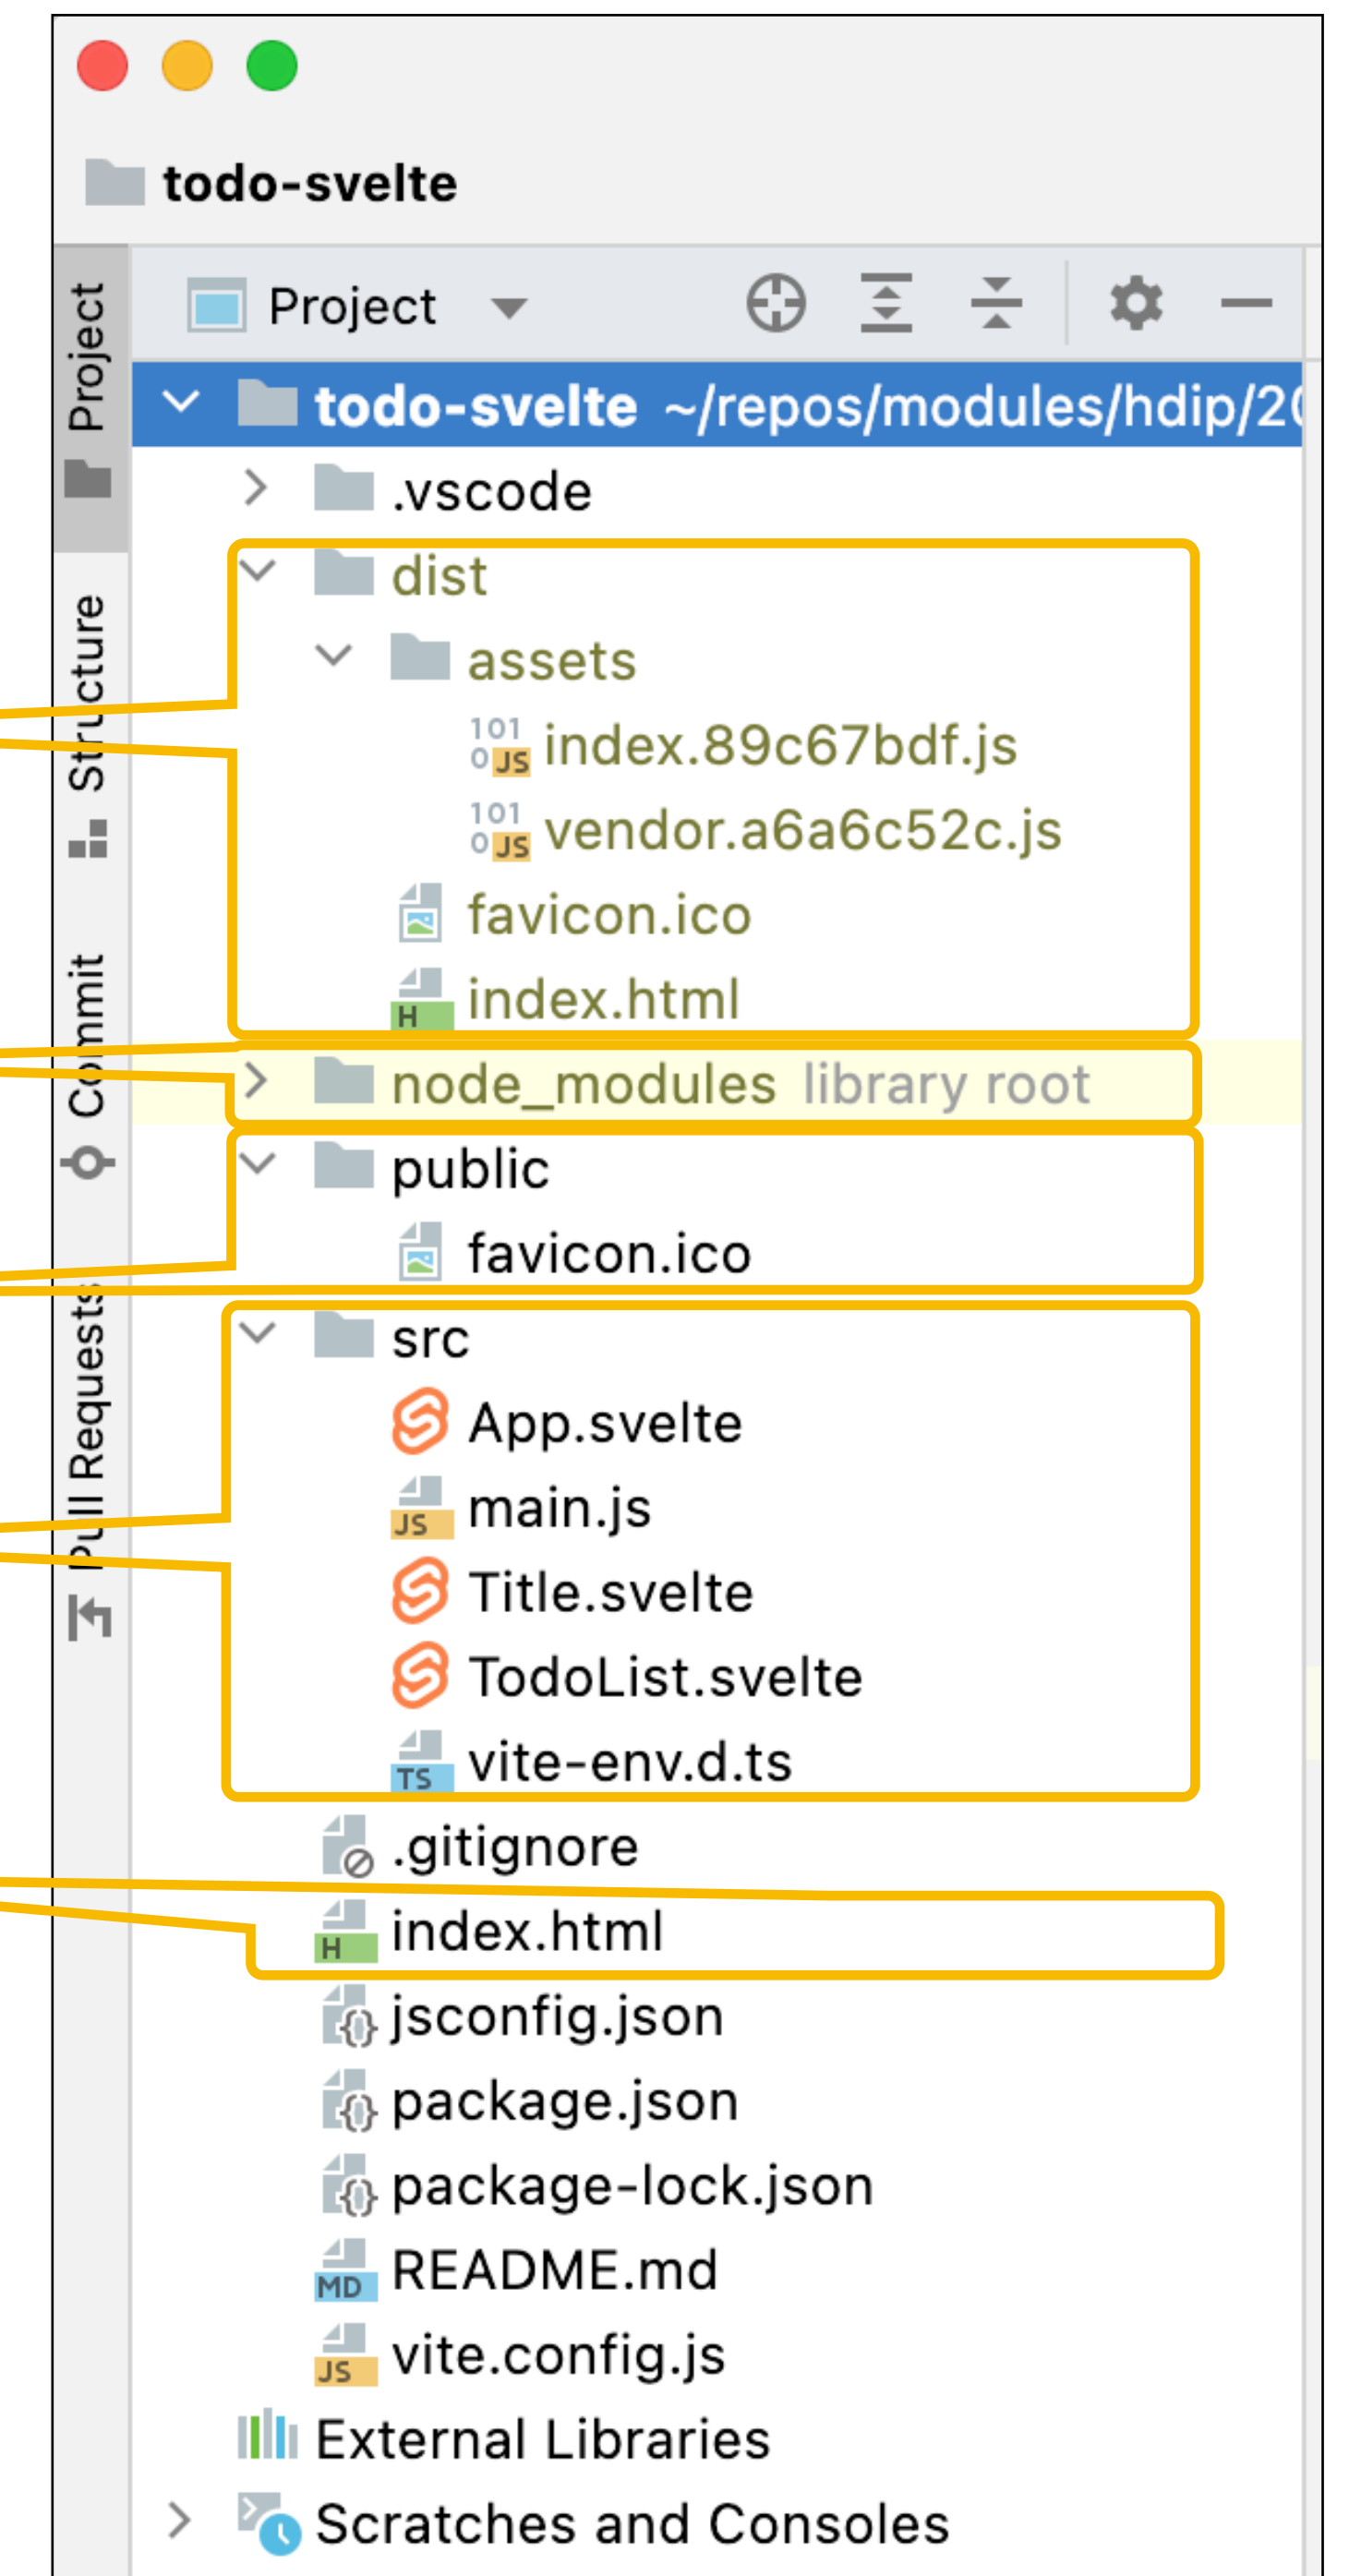 todo-svelte
Project
Project
Structure
Commit
Pull Requests
todo-svelte ~/repos/modules/hdip/20
.vscode
dist
assets
index.89c67bdf.js
vendor.a6a6c52c.js
favicon.ico
index.html
node_modules library root
public
favicon.ico
src
App.svelte
main.js
Title.svelte
TodoList.svelte
vite-env.d.ts
.gitignore
index.html
jsconfig.json
package.json
package-lock.json
README.md
vite.config.js
External Libraries
Scratches and Consoles